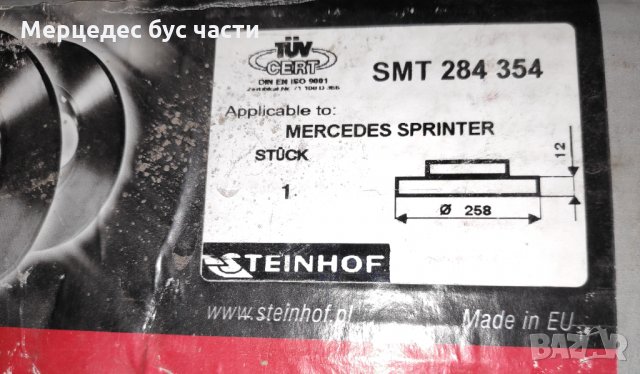 Мерцедес бус части
TÜV
CERT
DIN EN ISO 9001
SMT 284 354
Applicable to:
MERCEDES SPRINTER
STÜCK
1
12
Ø 258
STEINHOF
www.steinhof.pl
Made in EU
BAZAR